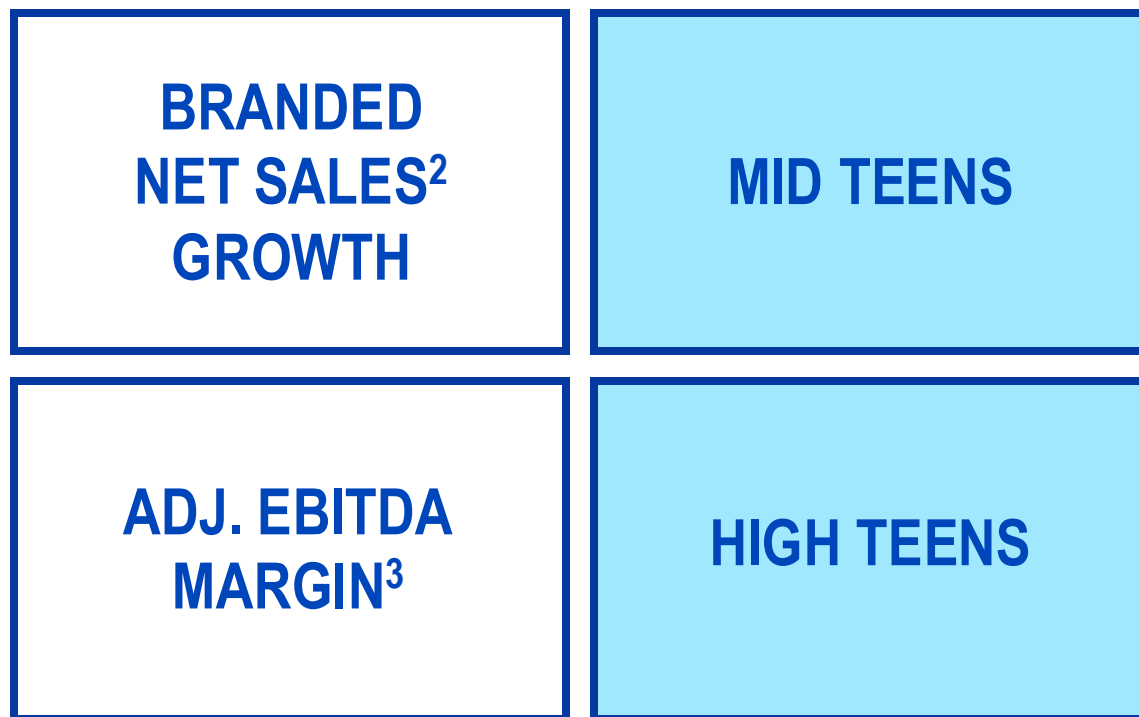 BRANDED
NET SALES²
GROWTH
MID TEENS
ADJ. EBITDA
MARGIN³
HIGH TEENS